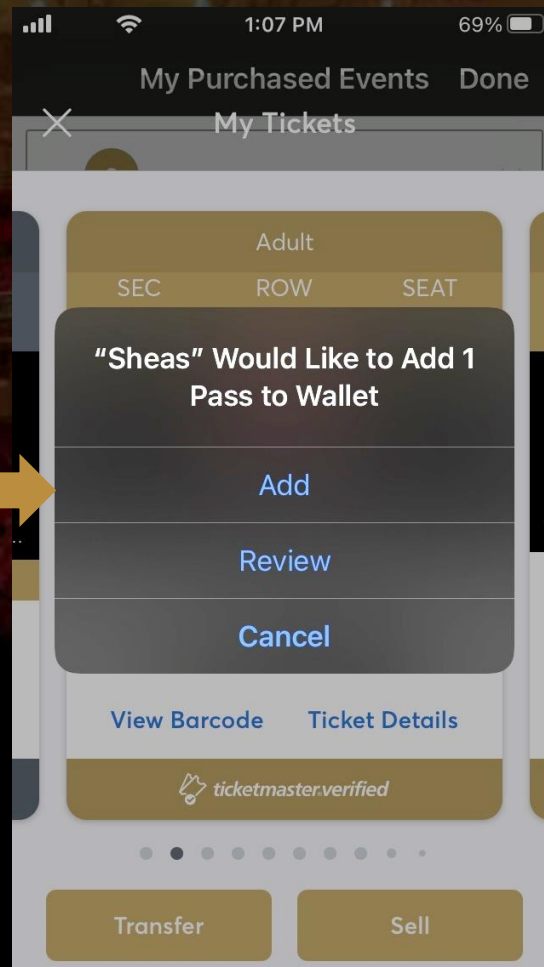 1:07 PM 69%
My Purchased Events Done
My Tickets
Adult
SEC ROW SEAT
“Sheas” Would Like to Add 1
Pass to Wallet
Add
Review
Cancel
View Barcode Ticket Details
ticketmaster.verified
Transfer Sell